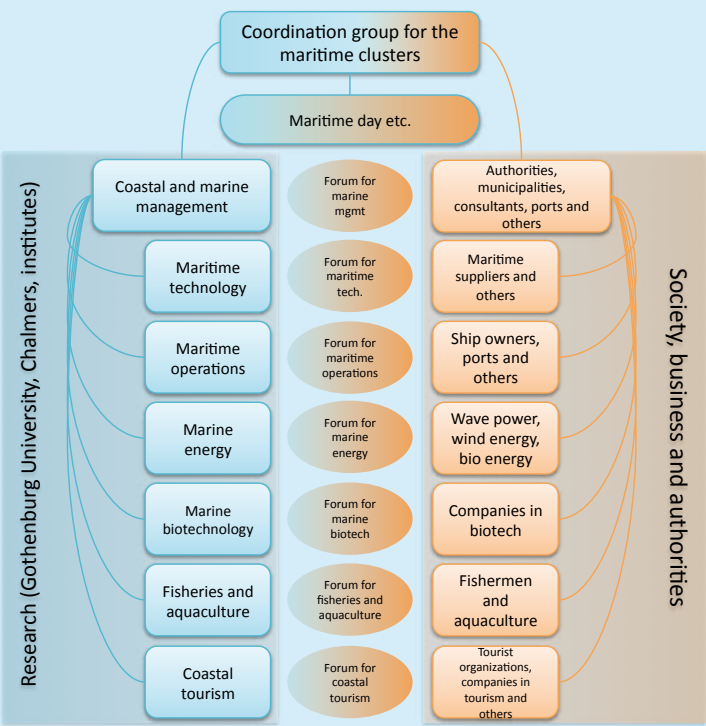 Coordination group for the
maritime clusters
Maritime day etc.
Research (Gothenburg University, Chalmers, institutes)
Coastal and marine
management
Forum for
marine
mgmt
Authorities,
municipalities,
consultants, ports and
others
Maritime
technology
Forum for
maritime
tech.
Maritime
suppliers and
others
Maritime
operations
Forum for
maritime
operations
Ship owners,
ports and
others
Marine
energy
Forum for
marine
energy
Wave power,
wind energy,
bio energy
Marine
biotechnology
Forum for
marine
biotech
Companies in
biotech
Fisheries and
aquaculture
Forum for
fisheries and
aquaculture
Fishermen
and
aquaculture
Coastal
tourism
Forum for
coastal
tourism
Tourist
organizations,
companies in
tourism and
others
Society, business and authorities